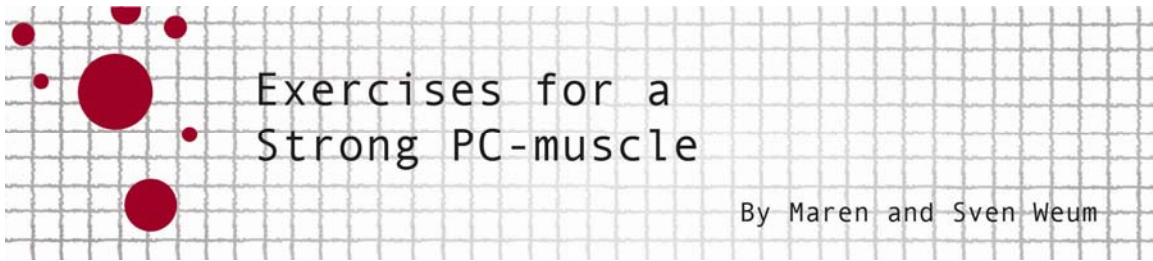 Exercises for a
Strong PC-muscle
By Maren and Sven Weum